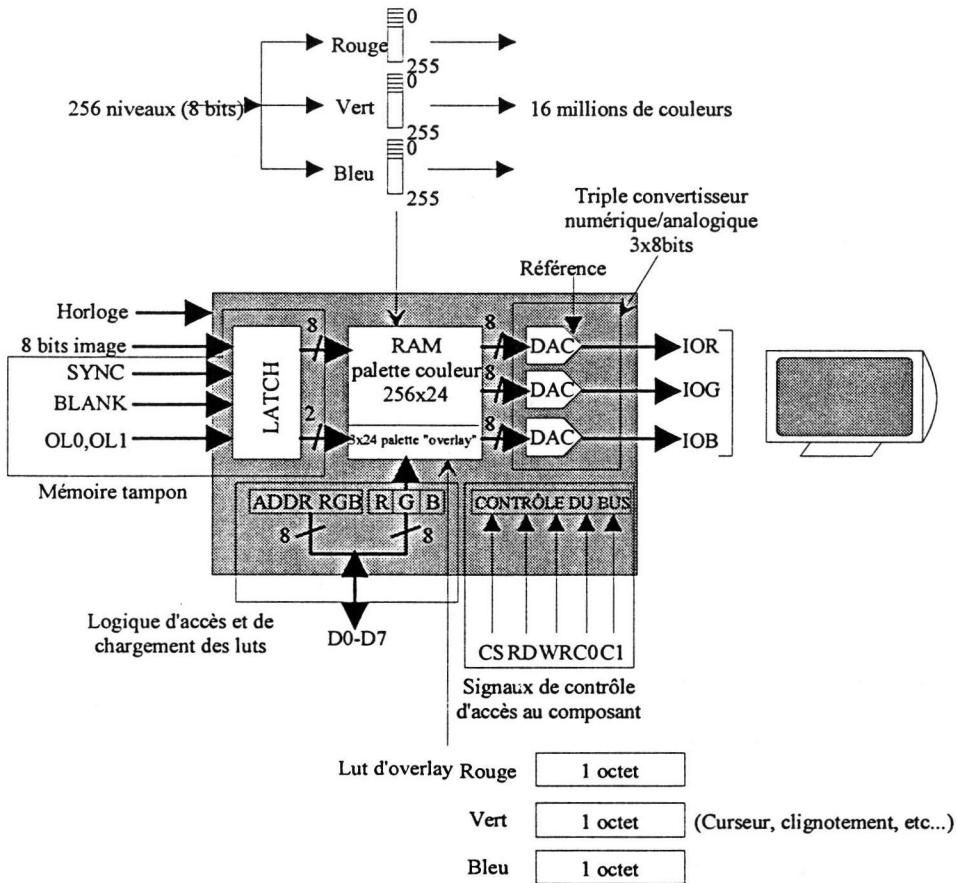 0
Rouge
255
0
256 niveaux (8 bits)
Vert
16 millions de couleurs
255
0
Bleu
255
Triple convertisseur
numérique/analogique
3x8bits
Référence
Horloge
8 bits image
SYNC
BLANK
OL0,OL1
Mémoire tampon
LATCH
8
2
RAM
palette couleur
256x24
3x24 palette "overlay"
8
8
8
DAC
DAC
DAC
IOR
IOG
IOB
ADDR RGB
R G B
8
8
CONTRÔLE DU BUS
Logique d'accès et de
chargement des luts
D0-D7
CS RD WR C0 C1
Signaux de contrôle
d'accès au composant
Lut d'overlay
Rouge
1 octet
Vert
1 octet
(Curseur, clignotement, etc...)
Bleu
1 octet